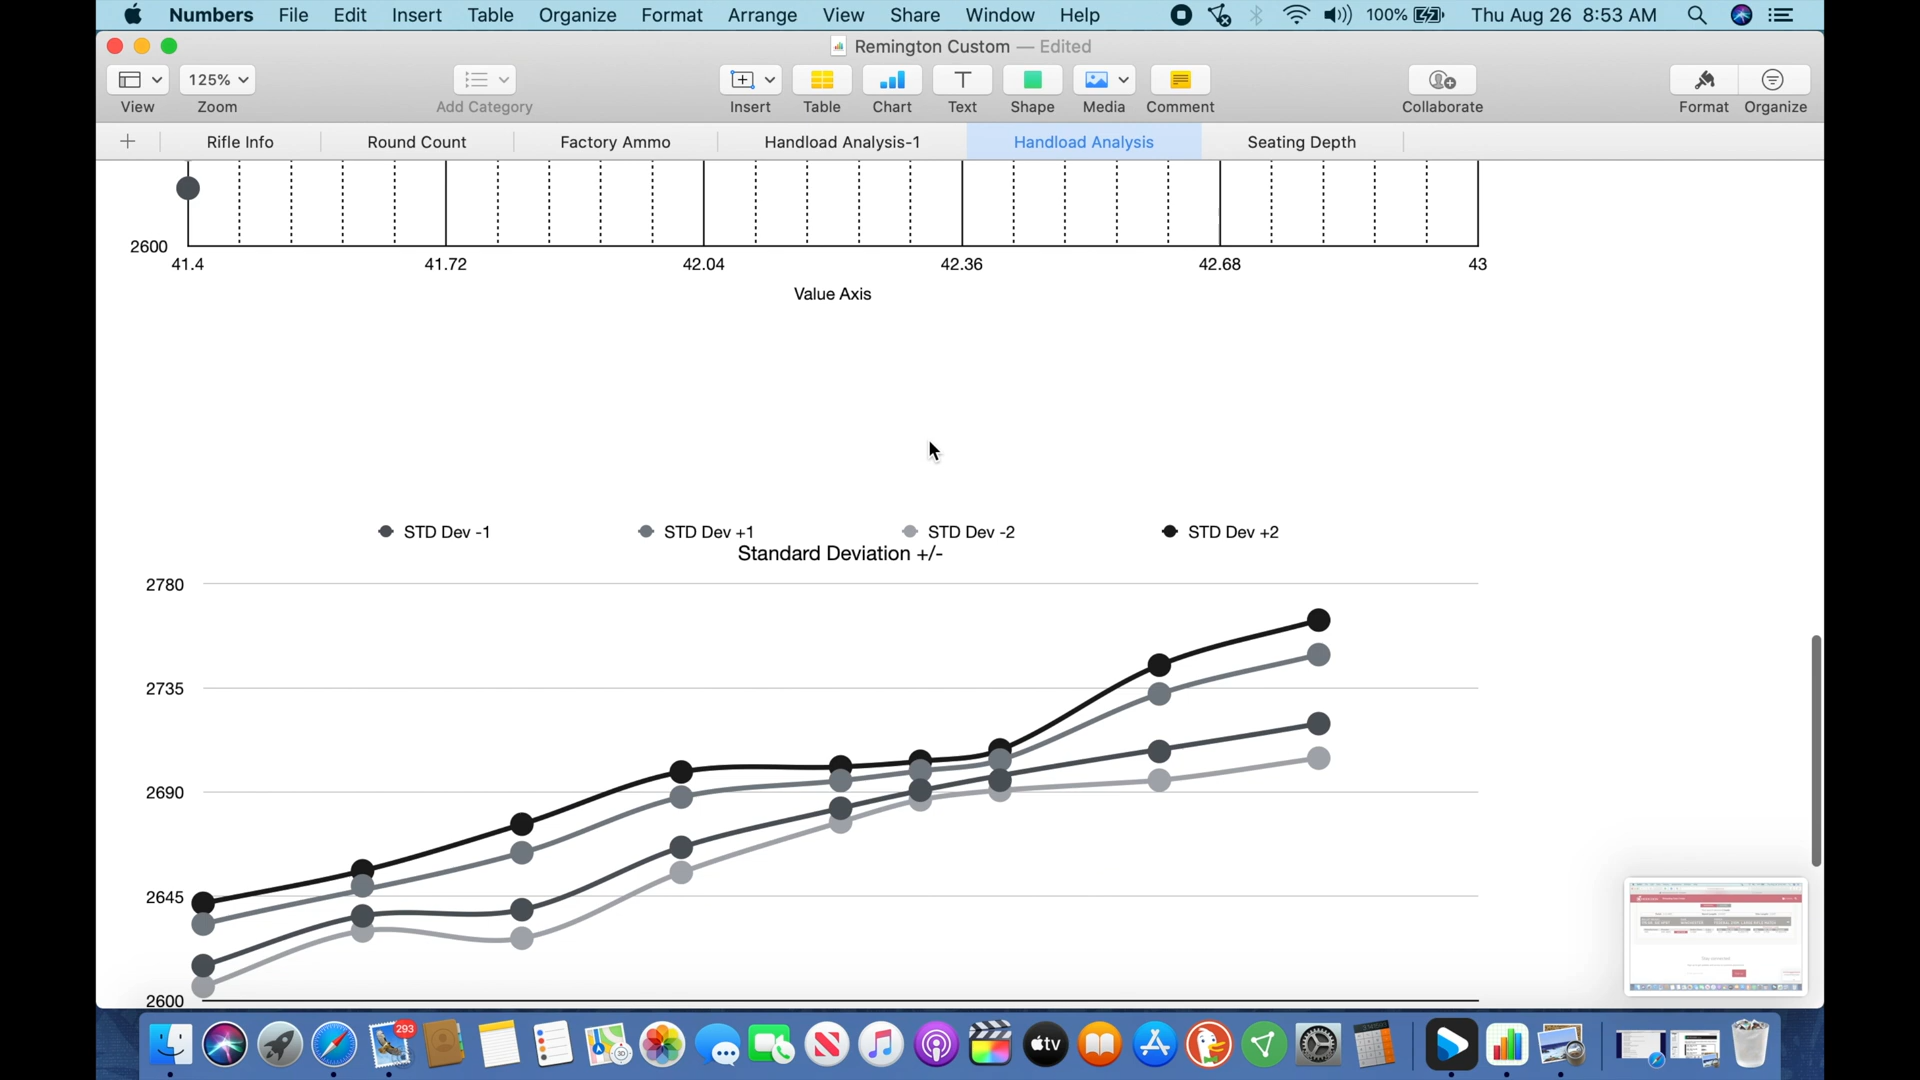 Numbers File Edit Insert Table Organize Format Arrange View Share Window Help 100% Thu Aug 26 8:53 AM
Remington Custom — Edited
125%
View Zoom Add Category Insert Table Chart Text Shape Media Comment Collaborate Format Organize
Rifle Info Round Count Factory Ammo Handload Analysis-1 Handload Analysis Seating Depth
2600
41.4 41.72 42.04 42.36 42.68 43
Value Axis
STD Dev -1 STD Dev +1 STD Dev -2 STD Dev +2
Standard Deviation +/-
2780
2735
2690
2645
2600
293
tv